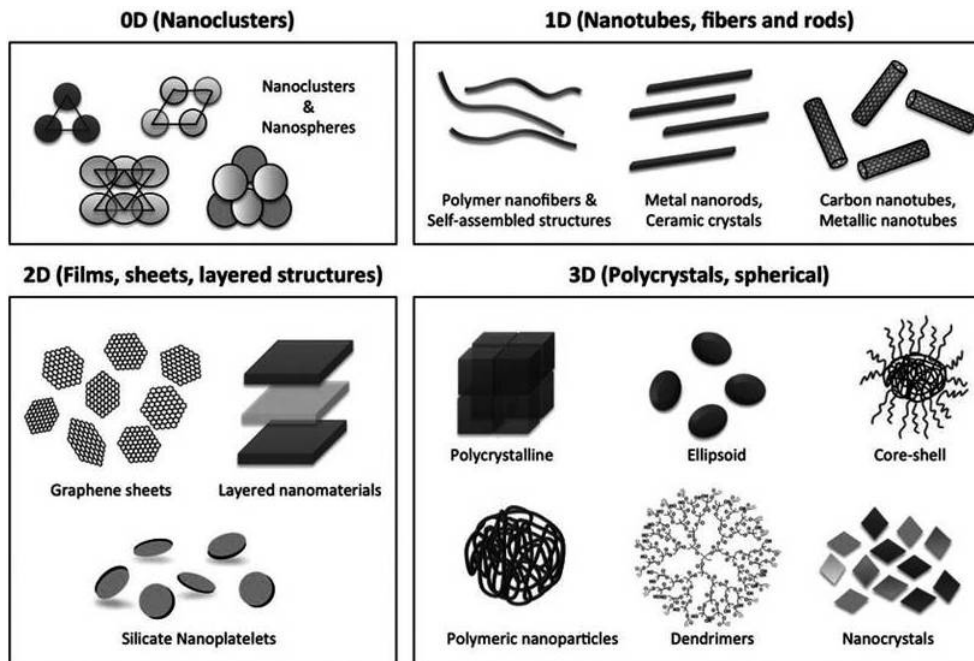 0D (Nanoclusters)
Nanoclusters
&
Nanospheres
1D (Nanotubes, fibers and rods)
Polymer nanofibers &
Self-assembled structures
Metal nanorods,
Ceramic crystals
Carbon nanotubes,
Metallic nanotubes
2D (Films, sheets, layered structures)
Graphene sheets
Layered nanomaterials
Silicate Nanoplatelets
3D (Polycrystals, spherical)
Polycrystalline
Ellipsoid
Core-shell
Polymeric nanoparticles
Dendrimers
Nanocrystals